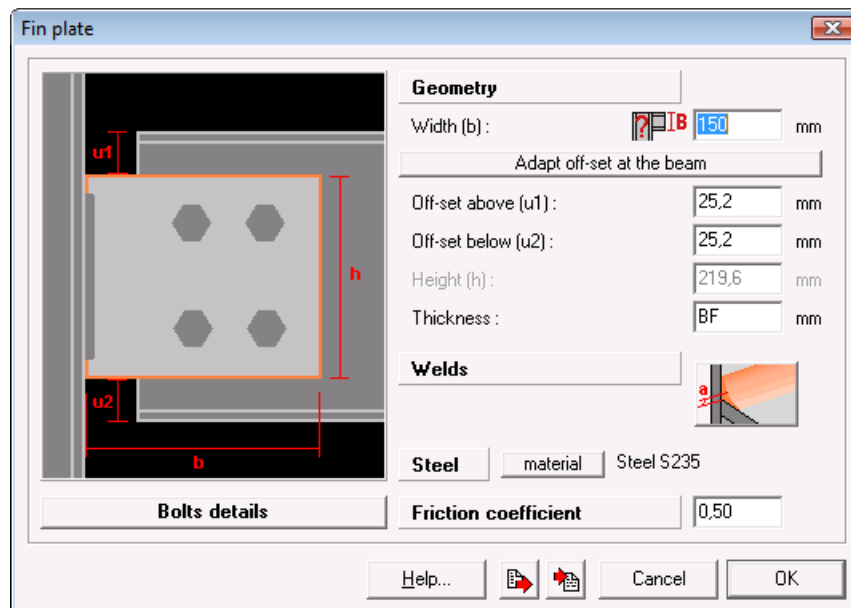 Fin plate
u1
h
u2
b
Bolts details
Geometry
Width (b) : ? B 150 mm
Adapt off-set at the beam
Off-set above (u1) : 25,2 mm
Off-set below (u2) : 25,2 mm
Height (h) : 219,6 mm
Thickness : BF mm
Welds
a
Steel material Steel S235
Friction coefficient 0,50
Help... Cancel OK